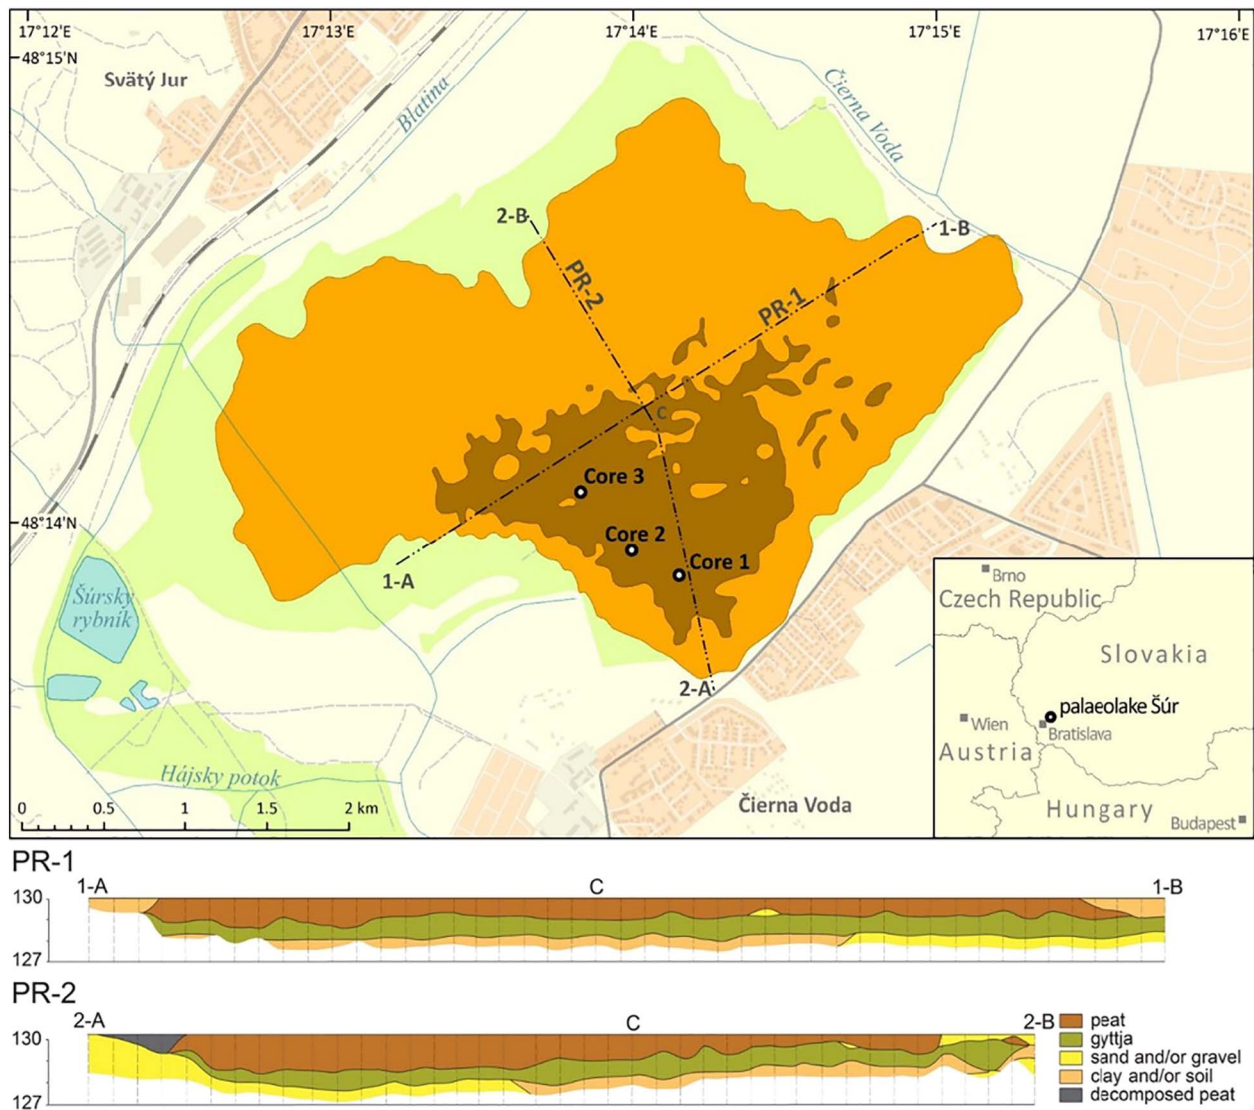 17°12'E
17°13'E
17°14'E
17°15'E
17°16'E
48°15'N
Svätý Jur
Blatina
Čierna Voda
2-B
1-B
PR-2
PR-1
C
Core 3
48°14'N
Core 2
Core 1
1-A
Šúrsky
rybník
2-A
Hájsky potok
0 0.5 1 1.5 2 km
Čierna Voda
Brno
Czech Republic
Slovakia
palaeolake Šúr
Wien
Bratislava
Austria
Hungary
Budapest
PR-1
1-A C 1-B
130
127
PR-2
2-A C 2-B
130
127
peat
gyttja
sand and/or gravel
clay and/or soil
decomposed peat